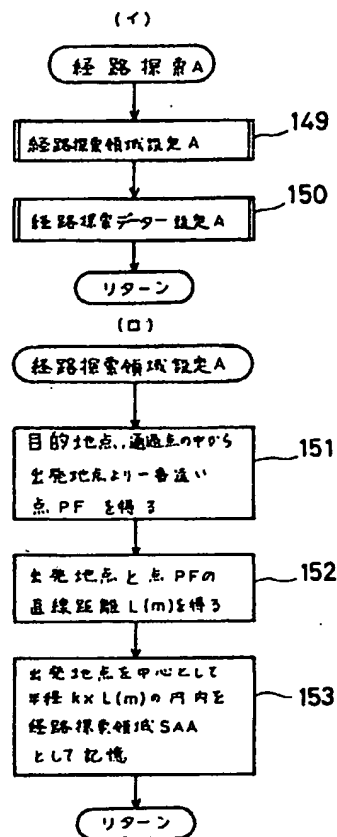 (イ)
経路探索A
149
経路探索領域設定A
150
経路探索データー設定A
リターン
(ロ)
経路探索領域設定A
151
目的地点,通過点の中から
出発地点より一番遠い
点PFを得る
152
出発地点と点PFの
直線距離L(m)を得る
153
出発地点を中心として
半径k×L(m)の円内を
経路探索領域SAA
として記憶
リターン